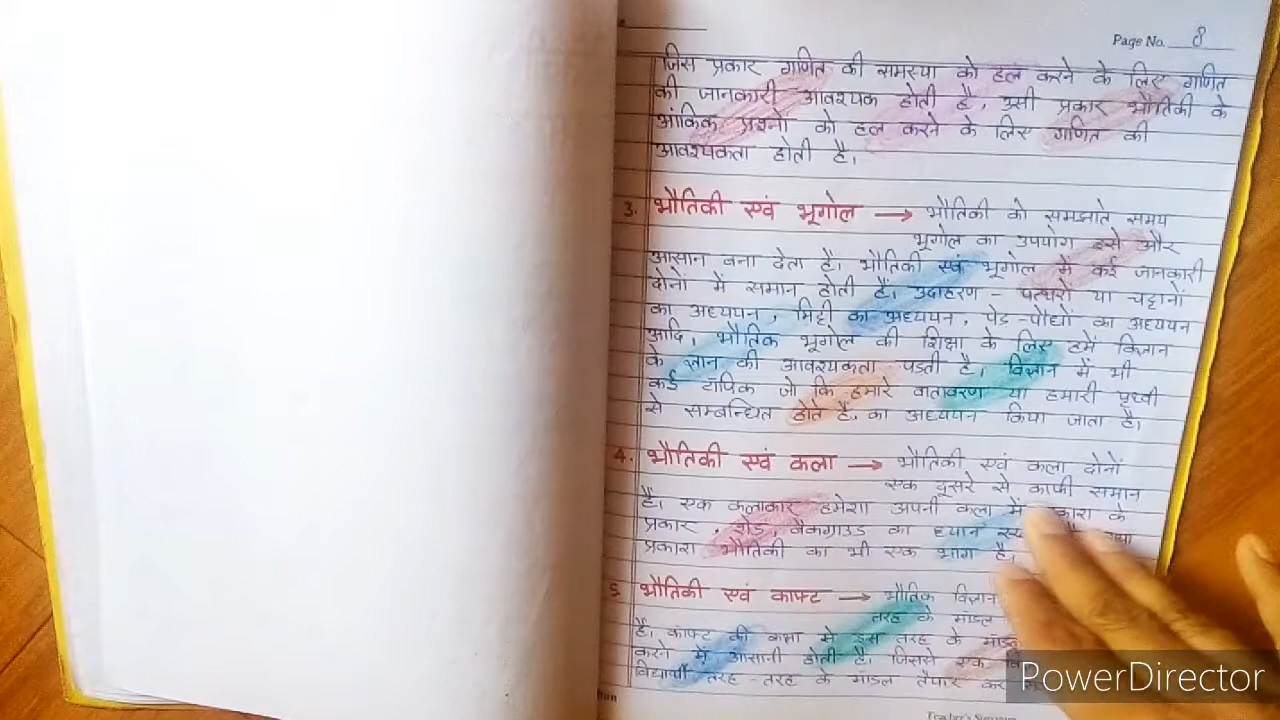 Page No. 8
जिस प्रकार गणित की समस्या को हल करने के लिए गणित
की जानकारी आवश्यक होती है, उसी प्रकार भौतिकी के
आंकिक प्रश्नो को हल करने के लिए गणित की
आवश्यकता होती है।
3. भौतिकी एवं भूगोल → भौतिकी को समझाते समय
भूगोल का उपयोग इसे और
आसान बना देता है। भौतिकी एवं भूगोल में कई जानकारी
दोनों में समान होती हैं। उदाहरण - पत्थरों या चट्टानों
का अध्ययन, मिट्टी का अध्ययन, पेड़-पौधों का अध्ययन
आदि। भौतिक भूगोल की शिक्षा के लिए हमें विज्ञान
के ज्ञान की आवश्यकता पड़ती है, विज्ञान में भी
कई टॉपिक जो कि हमारे वातावरण या हमारी पृथ्वी
से सम्बन्धित होते हैं, का अध्ययन किया जाता है।
4. भौतिकी एवं कला → भौतिकी एवं कला दोनों
एक दूसरे से काफी समान
हैं। एक कलाकार हमेशा अपनी कला में के
प्रकार, शेड, बैकग्राउड का ध्यान
प्रकाश भौतिकी का भी एक भाग है,
5 भौतिकी एवं काफ्ट → भौतिक विज्ञान
तरह के मॉडल
है। काफ्ट की कक्षा मे इस तरह के मॉडल
करने में आसानी होती है। जिससे एक
विद्यार्थी तरह-तरह के मॉडल तैयार कर
PowerDirector